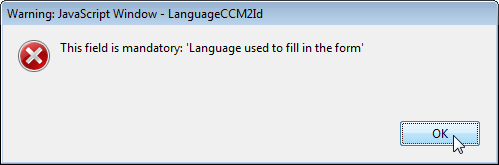 Warning: JavaScript Window - LanguageCCM2Id
This field is mandatory: 'Language used to fill in the form'
OK